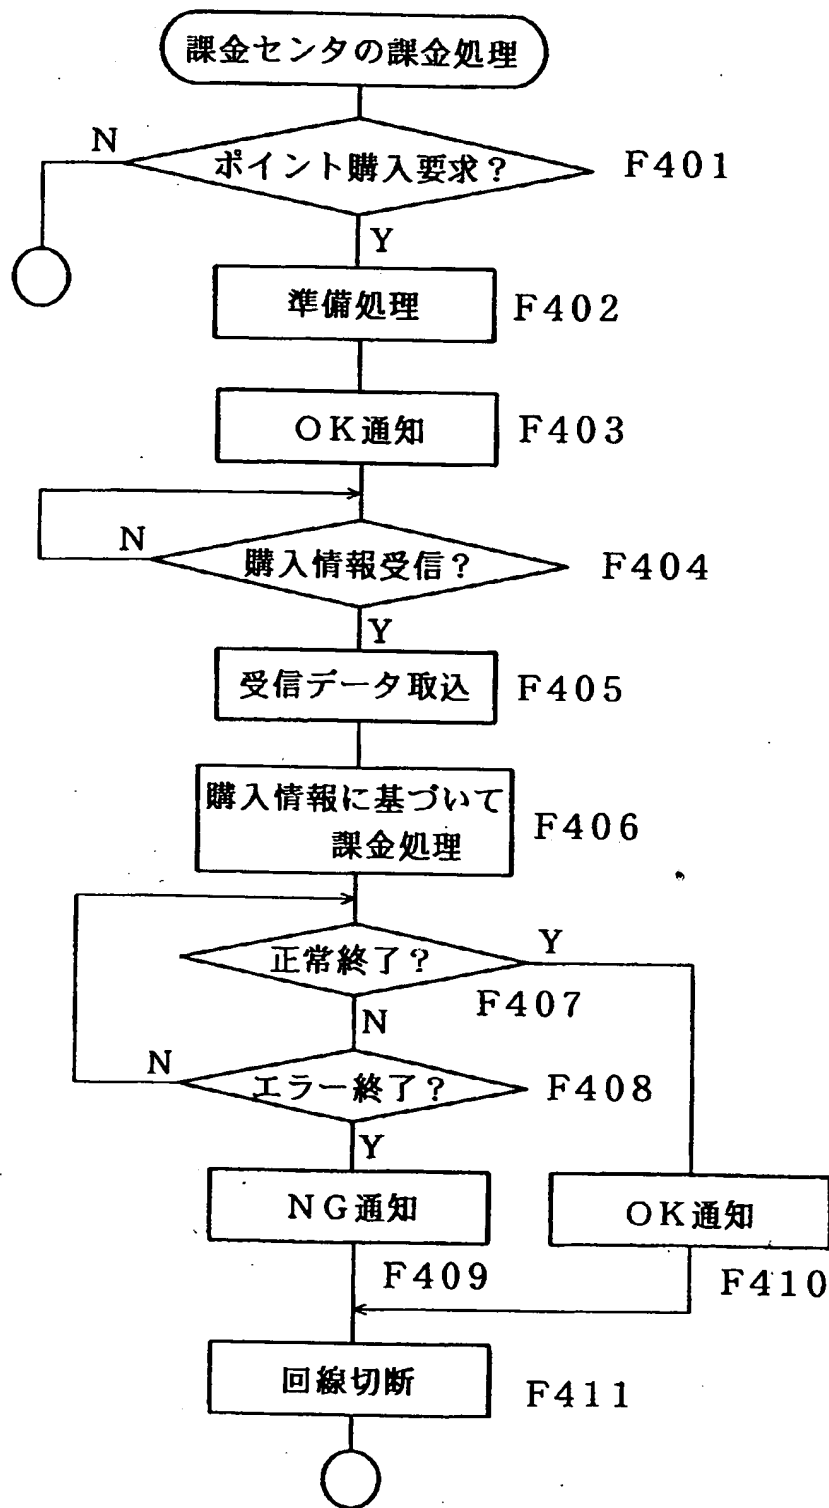 課金センタの課金処理
N
ポイント購入要求?
F401
Y
準備処理
F402
OK通知
F403
N
購入情報受信?
F404
Y
受信データ取込
F405
購入情報に基づいて
課金処理
F406
正常終了?
Y
F407
N
N
エラー終了?
F408
Y
NG通知
OK通知
F409
F410
回線切断
F411